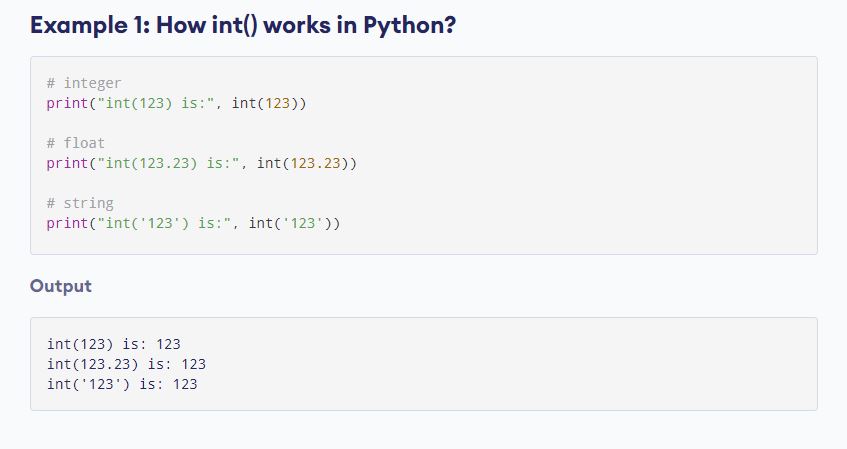 Example 1: How int() works in Python?
# integer
print("int(123) is:", int(123))
# float
print("int(123.23) is:", int(123.23))
# string
print("int('123') is:", int('123'))
Output
int(123) is: 123
int(123.23) is: 123
int('123') is: 123